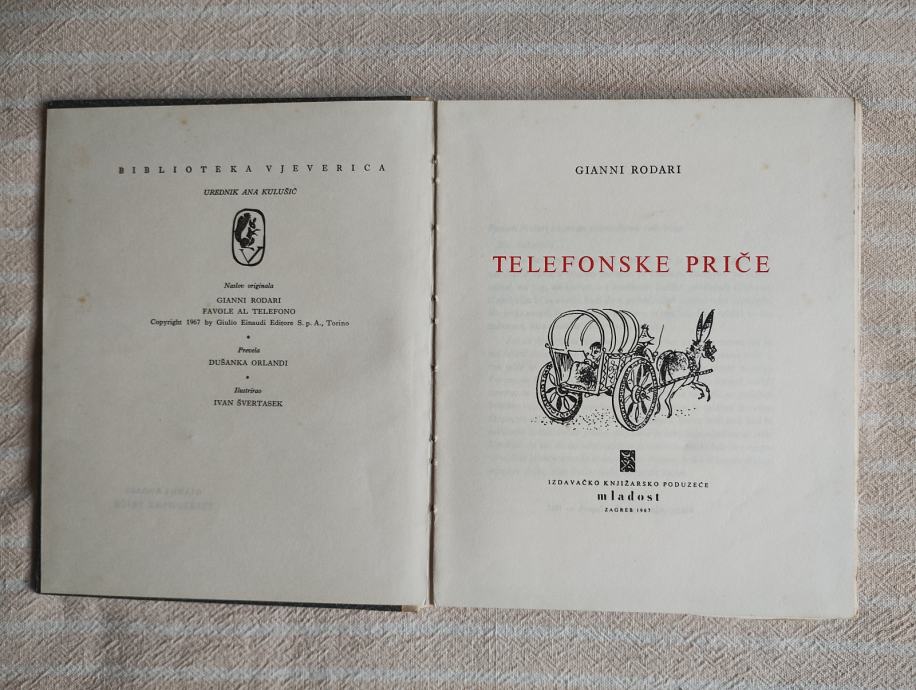 BIBLIOTEKA VJEVERICA
UREDNIK ANA KULUŠIĆ
V
Naslov originala
GIANNI RODARI
FAVOLE AL TELEFONO
Copyright 1967 by Giulio Einaudi Editore S. p. A., Torino
*
Prevela
DUŠANKA ORLANDI
*
Ilustrirao
IVAN ŠVERTASEK
GIANNI RODARI
TELEFONSKE PRIČE
IZDAVAČKO KNJIŽARSKO PODUZEĆE
mladost
ZAGREB 1967